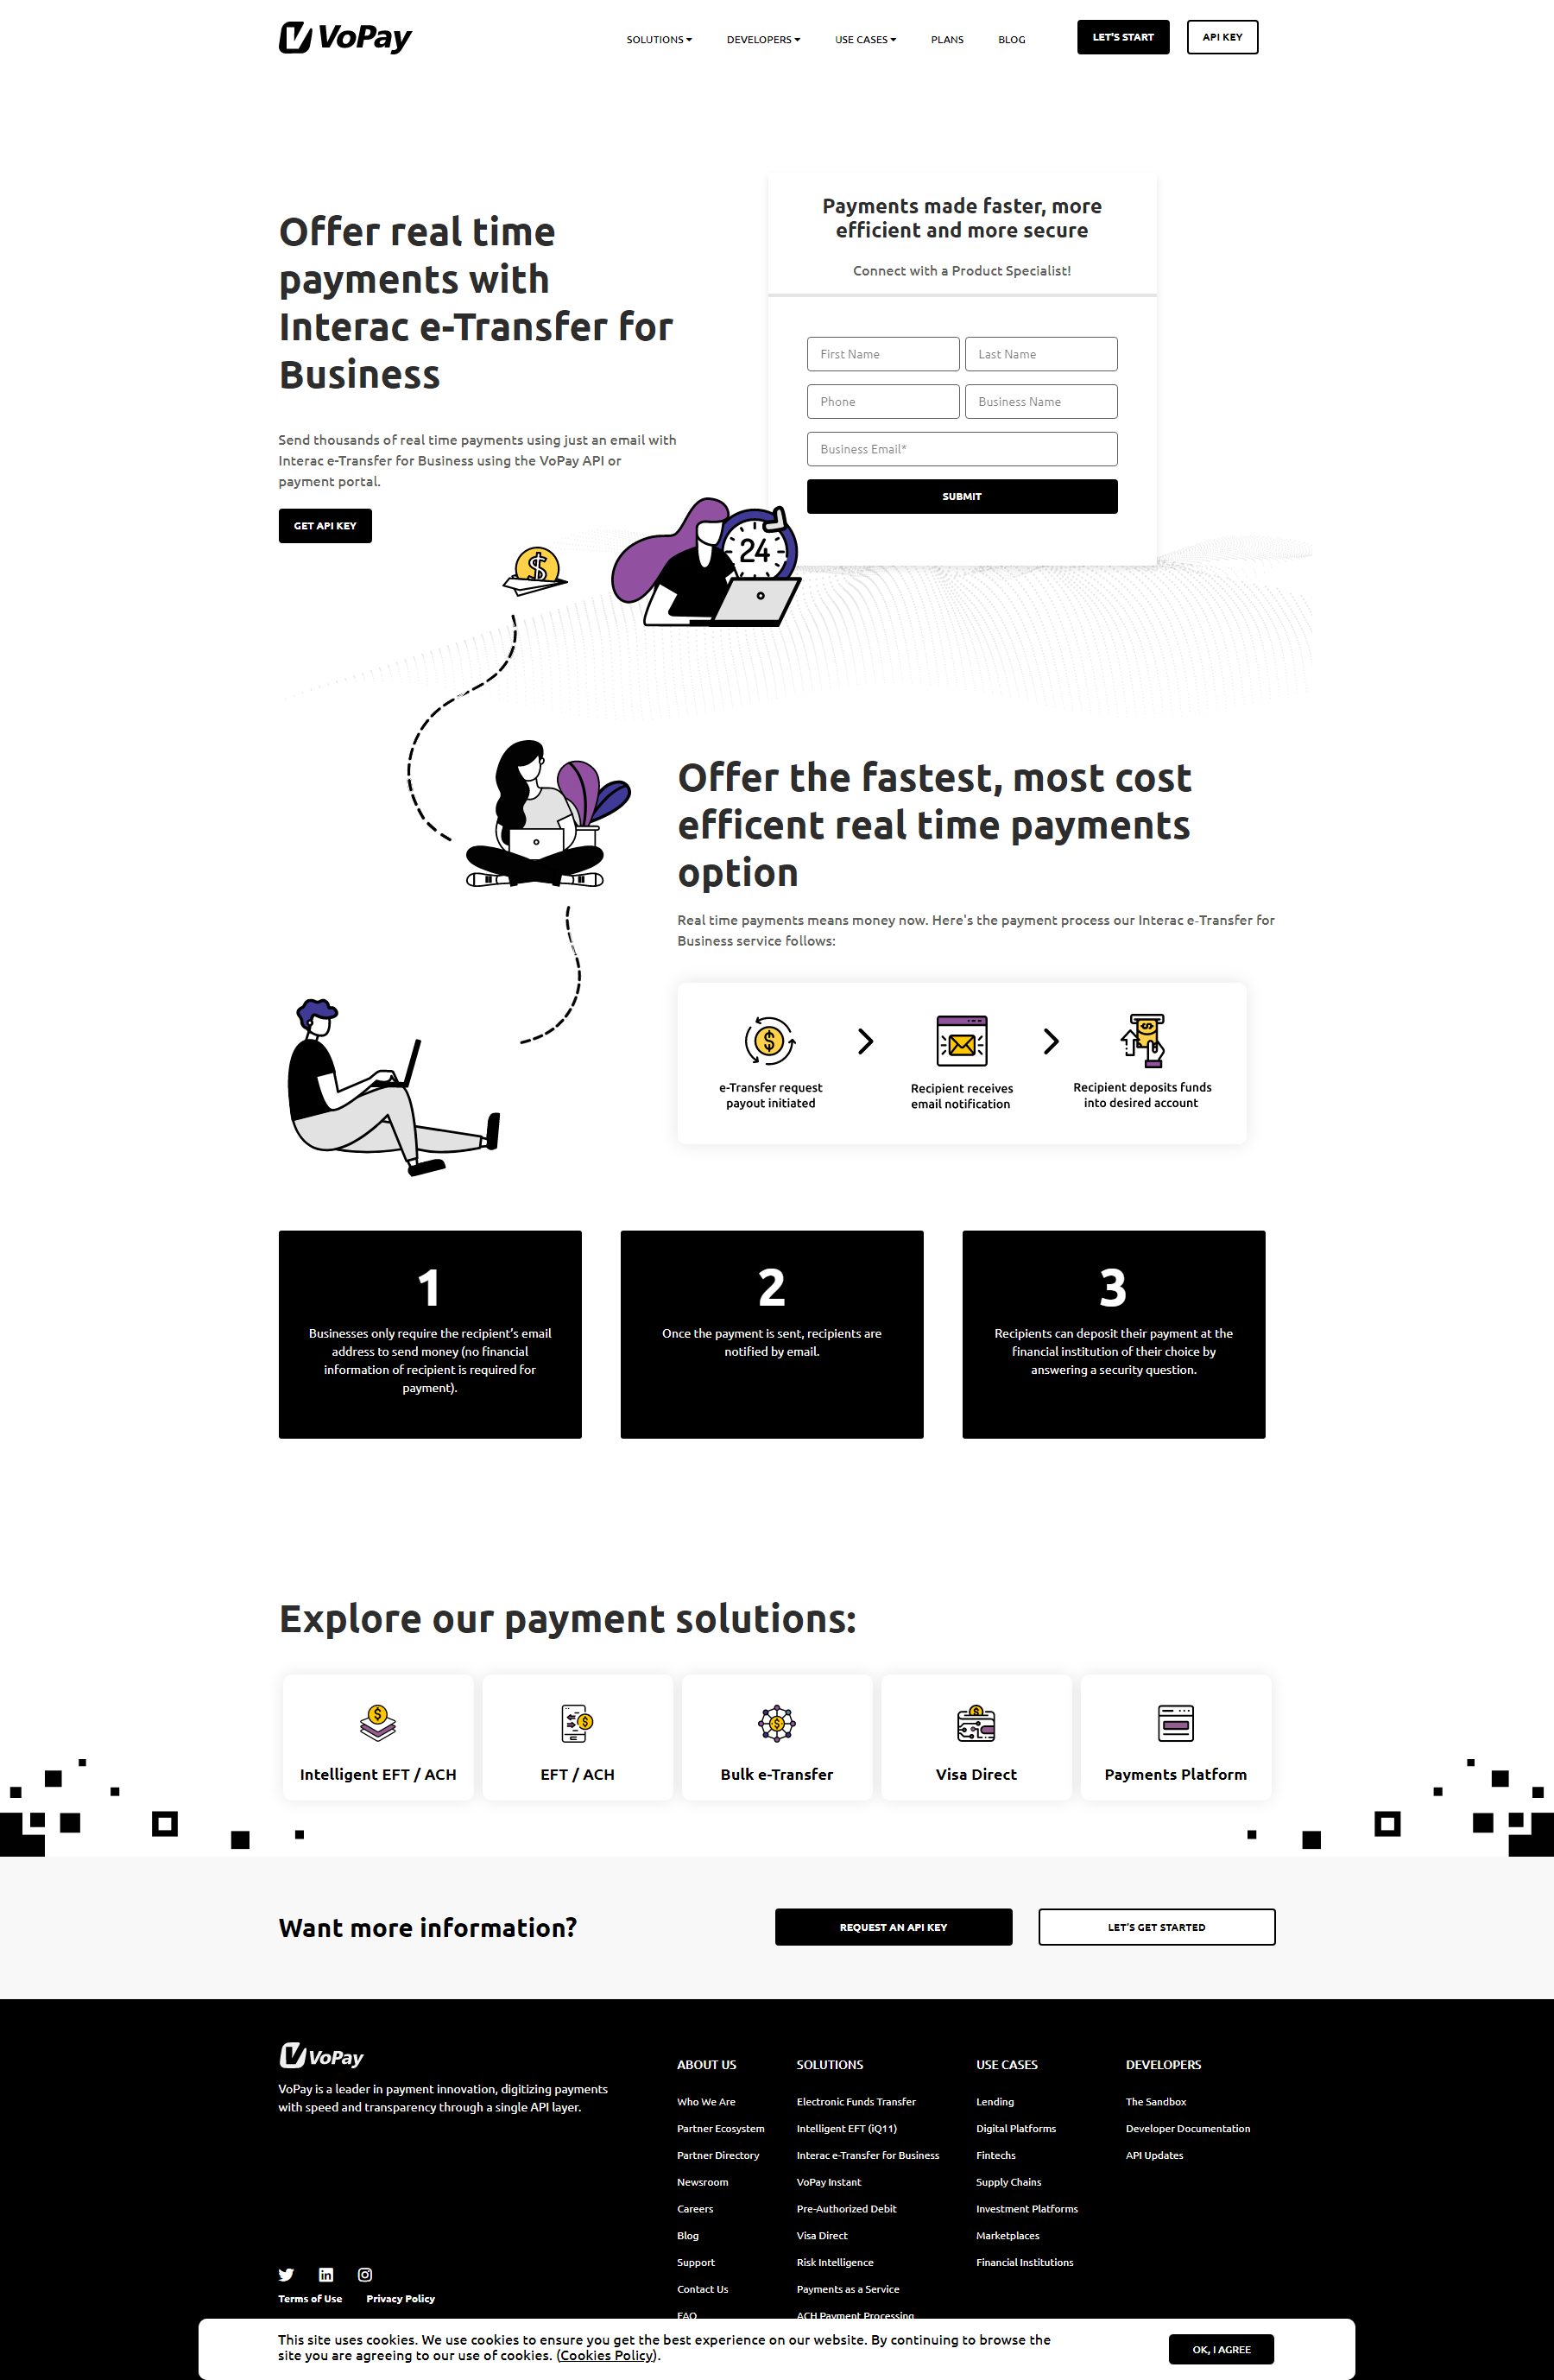 VoPay
SOLUTIONS
DEVELOPERS
USE CASES
PLANS
BLOG
LET'S START
API KEY
Offer real time
payments with
Interac e-Transfer for
Business
Send thousands of real time payments using just an email with
Interac e-Transfer for Business using the VoPay API or
payment portal.
GET API KEY
Payments made faster, more
efficient and more secure
Connect with a Product Specialist!
First Name
Last Name
Phone
Business Name
Business Email*
SUBMIT
$
24
Offer the fastest, most cost
efficent real time payments
option
Real time payments means money now. Here's the payment process our Interac e-Transfer for
Business service follows:
$
$
e-Transfer request
payout initiated
Recipient receives
email notification
Recipient deposits funds
into desired account
1
Businesses only require the recipient's email
address to send money (no financial
information of recipient is required for
payment).
2
Once the payment is sent, recipients are
notified by email.
3
Recipients can deposit their payment at the
financial institution of their choice by
answering a security question.
Explore our payment solutions:
$
$
$
$
Intelligent EFT / ACH
EFT / ACH
Bulk e-Transfer
Visa Direct
Payments Platform
Want more information?
REQUEST AN API KEY
LET'S GET STARTED
VoPay
VoPay is a leader in payment innovation, digitizing payments
with speed and transparency through a single API layer.
Terms of Use
Privacy Policy
ABOUT US
Who We Are
Partner Ecosystem
Partner Directory
Newsroom
Careers
Blog
Support
Contact Us
FAQ
SOLUTIONS
Electronic Funds Transfer
Intelligent EFT (iQ11)
Interac e-Transfer for Business
VoPay Instant
Pre-Authorized Debit
Visa Direct
Risk Intelligence
Payments as a Service
ACH Payment Processing
USE CASES
Lending
Digital Platforms
Fintechs
Supply Chains
Investment Platforms
Marketplaces
Financial Institutions
DEVELOPERS
The Sandbox
Developer Documentation
API Updates
This site uses cookies. We use cookies to ensure you get the best experience on our website. By continuing to browse the
site you are agreeing to our use of cookies. (Cookies Policy).
OK, I AGREE